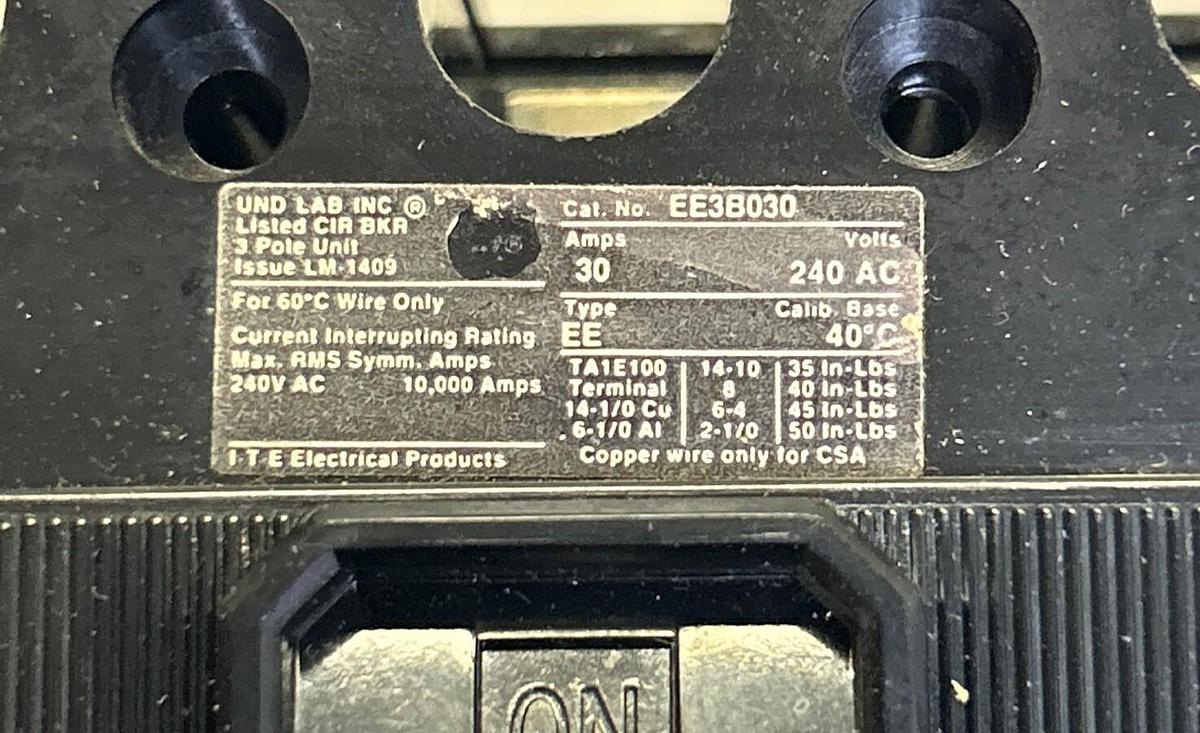 UND LAB INC ®
Listed CIR BKR
3 Pole Unit
Issue LM-1409
For 60°C Wire Only
Current Interrupting Rating
Max. RMS Symm. Amps
240V AC 10,000 Amps
I-T-E Electrical Products
Cat. No. EE3B030
Amps Volts
30 240 AC
Type Calib. Base
EE 40°C
TA1E100 14-10 35 In-Lbs
Terminal 8 40 In-Lbs
14-1/0 Cu 6-4 45 In-Lbs
6-1/0 Al 2-1/0 50 In-Lbs
Copper wire only for CSA
ON